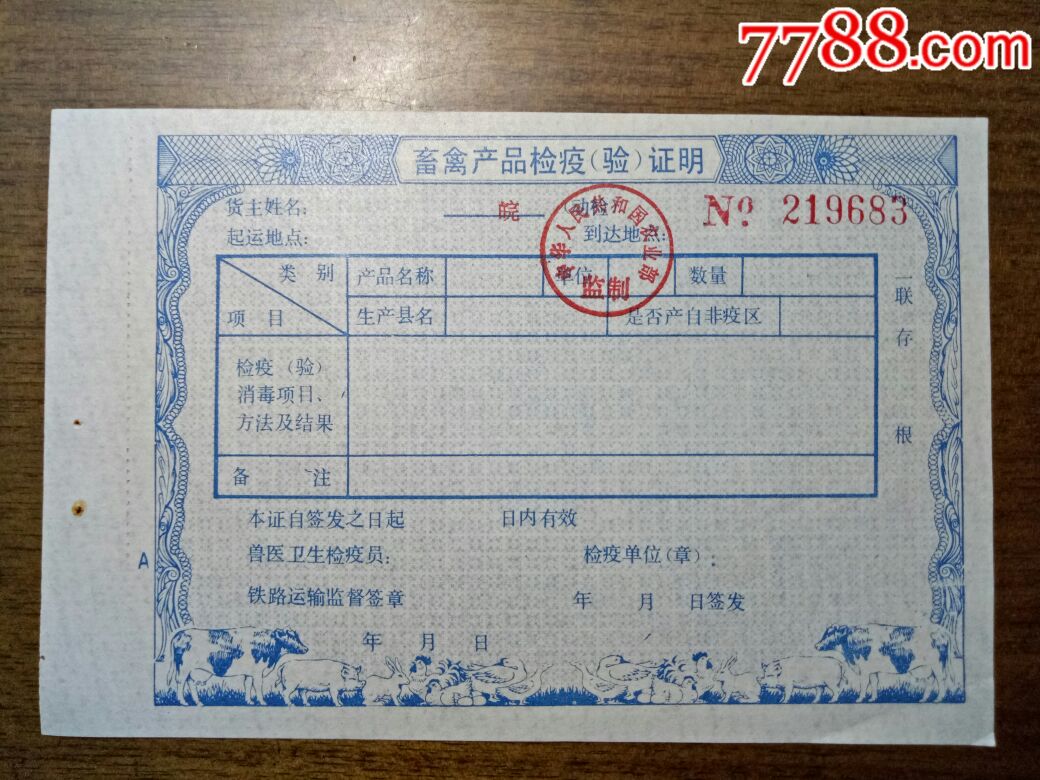 7788.com
畜禽产品检疫(验)证明
货主姓名:
皖 (动检)
No 219683
起运地点:
到达地点:
中华人民共和国农业部
监制
类别 产品名称 单位 数量
项目 生产县名 是否产自非疫区
检疫(验)
消毒项目、
方法及结果
备注
一联存根
本证自签发之日起 日内有效
A
兽医卫生检疫员: 检疫单位(章):
铁路运输监督签章 年 月 日签发
年 月 日